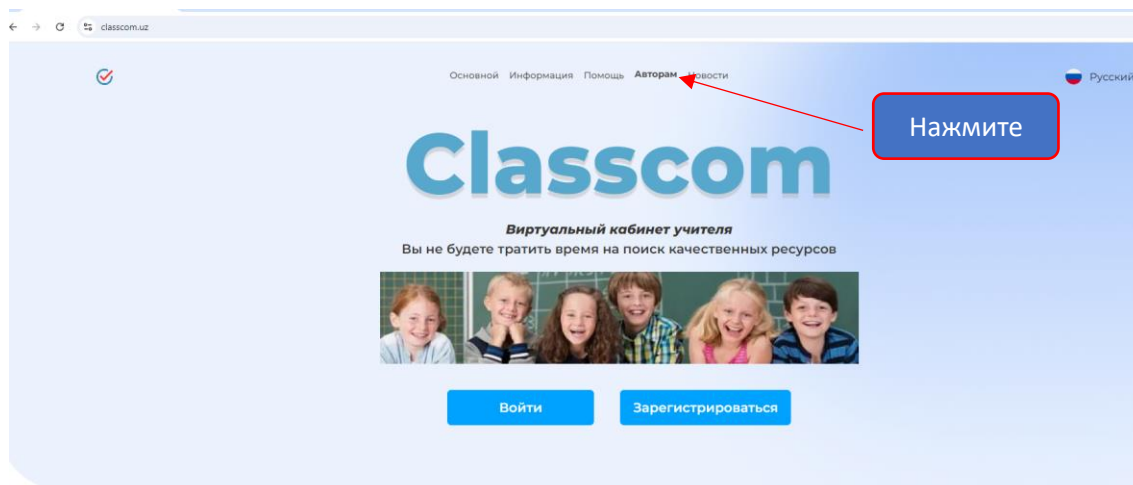 classcom.uz
Основной Информация Помощь Авторам Новости
Русский
Нажмите
Classcom
Виртуальный кабинет учителя
Вы не будете тратить время на поиск качественных ресурсов
Войти Зарегистрироваться